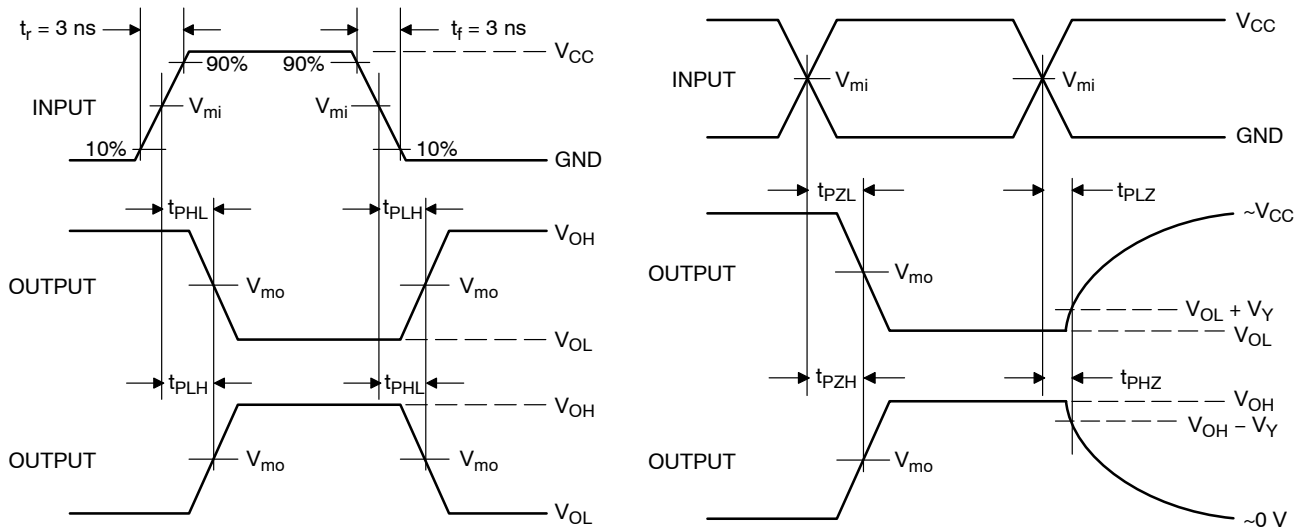 t_r = 3 ns
t_f = 3 ns
V_CC
90%
90%
INPUT
V_mi
V_mi
10%
10%
GND
t_PHL
t_PLH
V_OH
OUTPUT
V_mo
V_mo
V_OL
t_PLH
t_PHL
V_OH
OUTPUT
V_mo
V_mo
V_OL
V_CC
INPUT
V_mi
V_mi
GND
t_PZL
t_PLZ
~V_CC
OUTPUT
V_mo
V_OL + V_Y
V_OL
t_PZH
t_PHZ
V_OH
V_OH – V_Y
OUTPUT
V_mo
~0 V